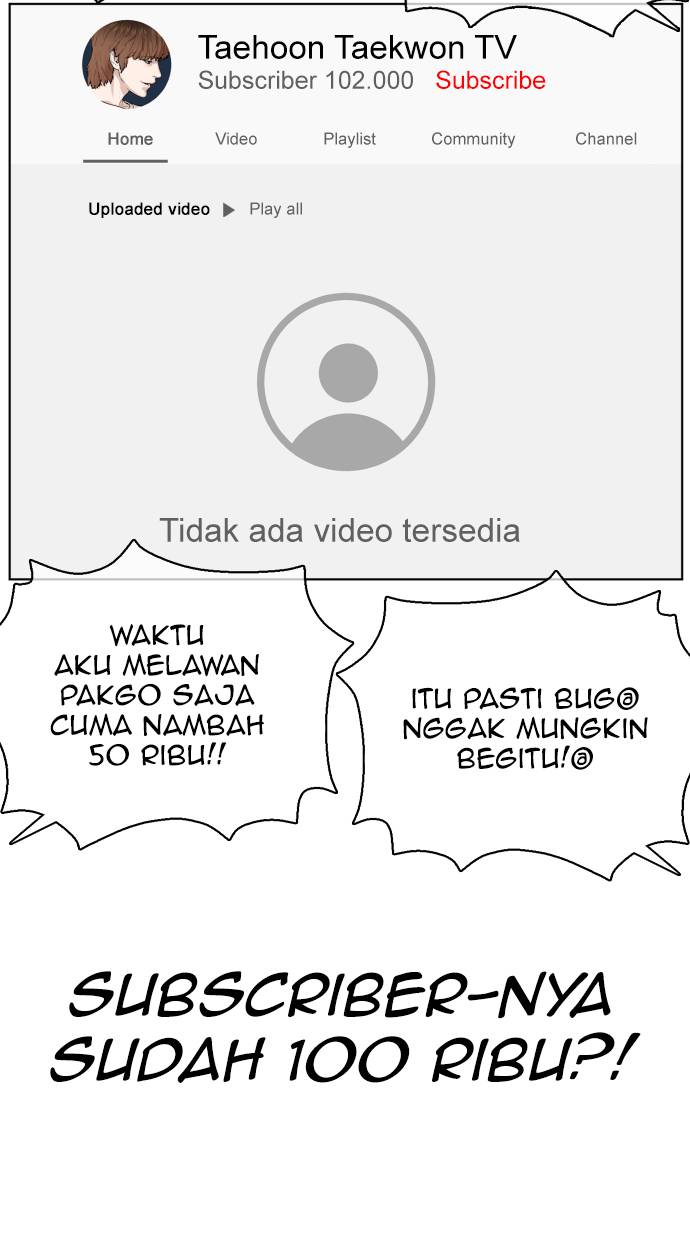 Taehoon Taekwon TV
Subscriber 102.000 Subscribe
Home Video Playlist Community Channel
Uploaded video ▶ Play all
Tidak ada video tersedia
WAKTU
AKU MELAWAN
PAKGO SAJA
CUMA NAMBAH
50 RIBU!!
ITU PASTI BUG@
NGGAK MUNGKIN
BEGITU!@
SUBSCRIBER-NYA
SUDAH 100 RIBU?!